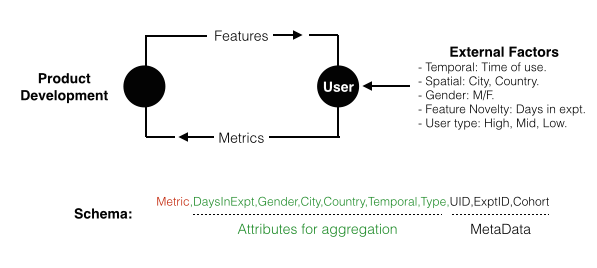 Features
Product
Development
User
External Factors
- Temporal: Time of use.
- Spatial: City, Country.
- Gender: M/F.
- Feature Novelty: Days in expt.
- User type: High, Mid, Low.
Metrics
Schema:
Metric,DaysInExpt,Gender,City,Country,Temporal,Type,UID,ExptID,Cohort
Attributes for aggregation
MetaData